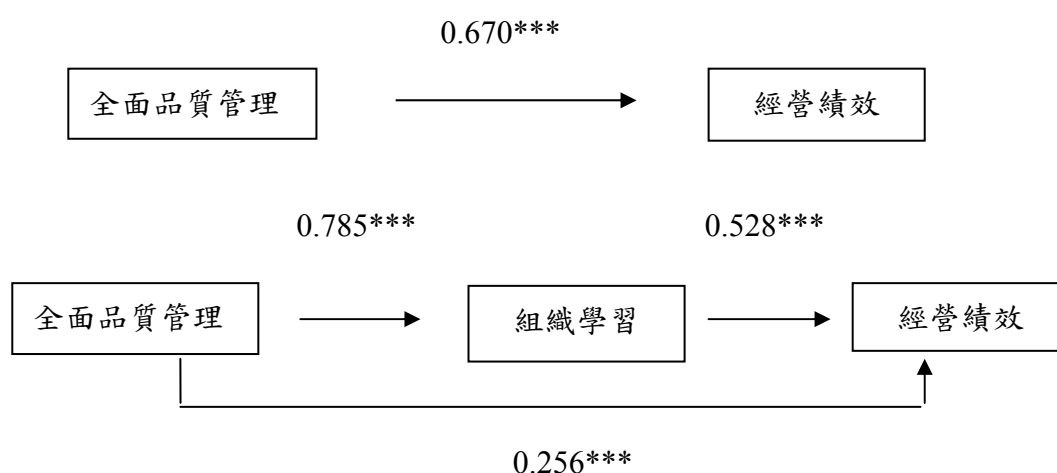 0.670***
全面品質管理
經營績效
0.785***
0.528***
全面品質管理
組織學習
經營績效
0.256***